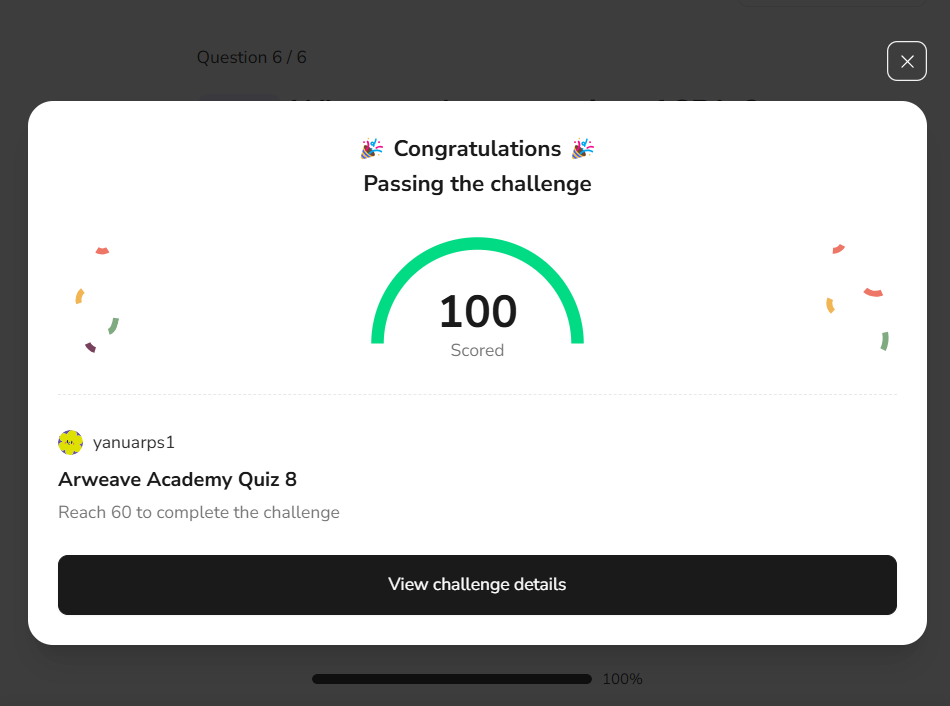 Question 6 / 6
🎉 Congratulations 🎉
Passing the challenge
100
Scored
yanuarps1
Arweave Academy Quiz 8
Reach 60 to complete the challenge
View challenge details
100%